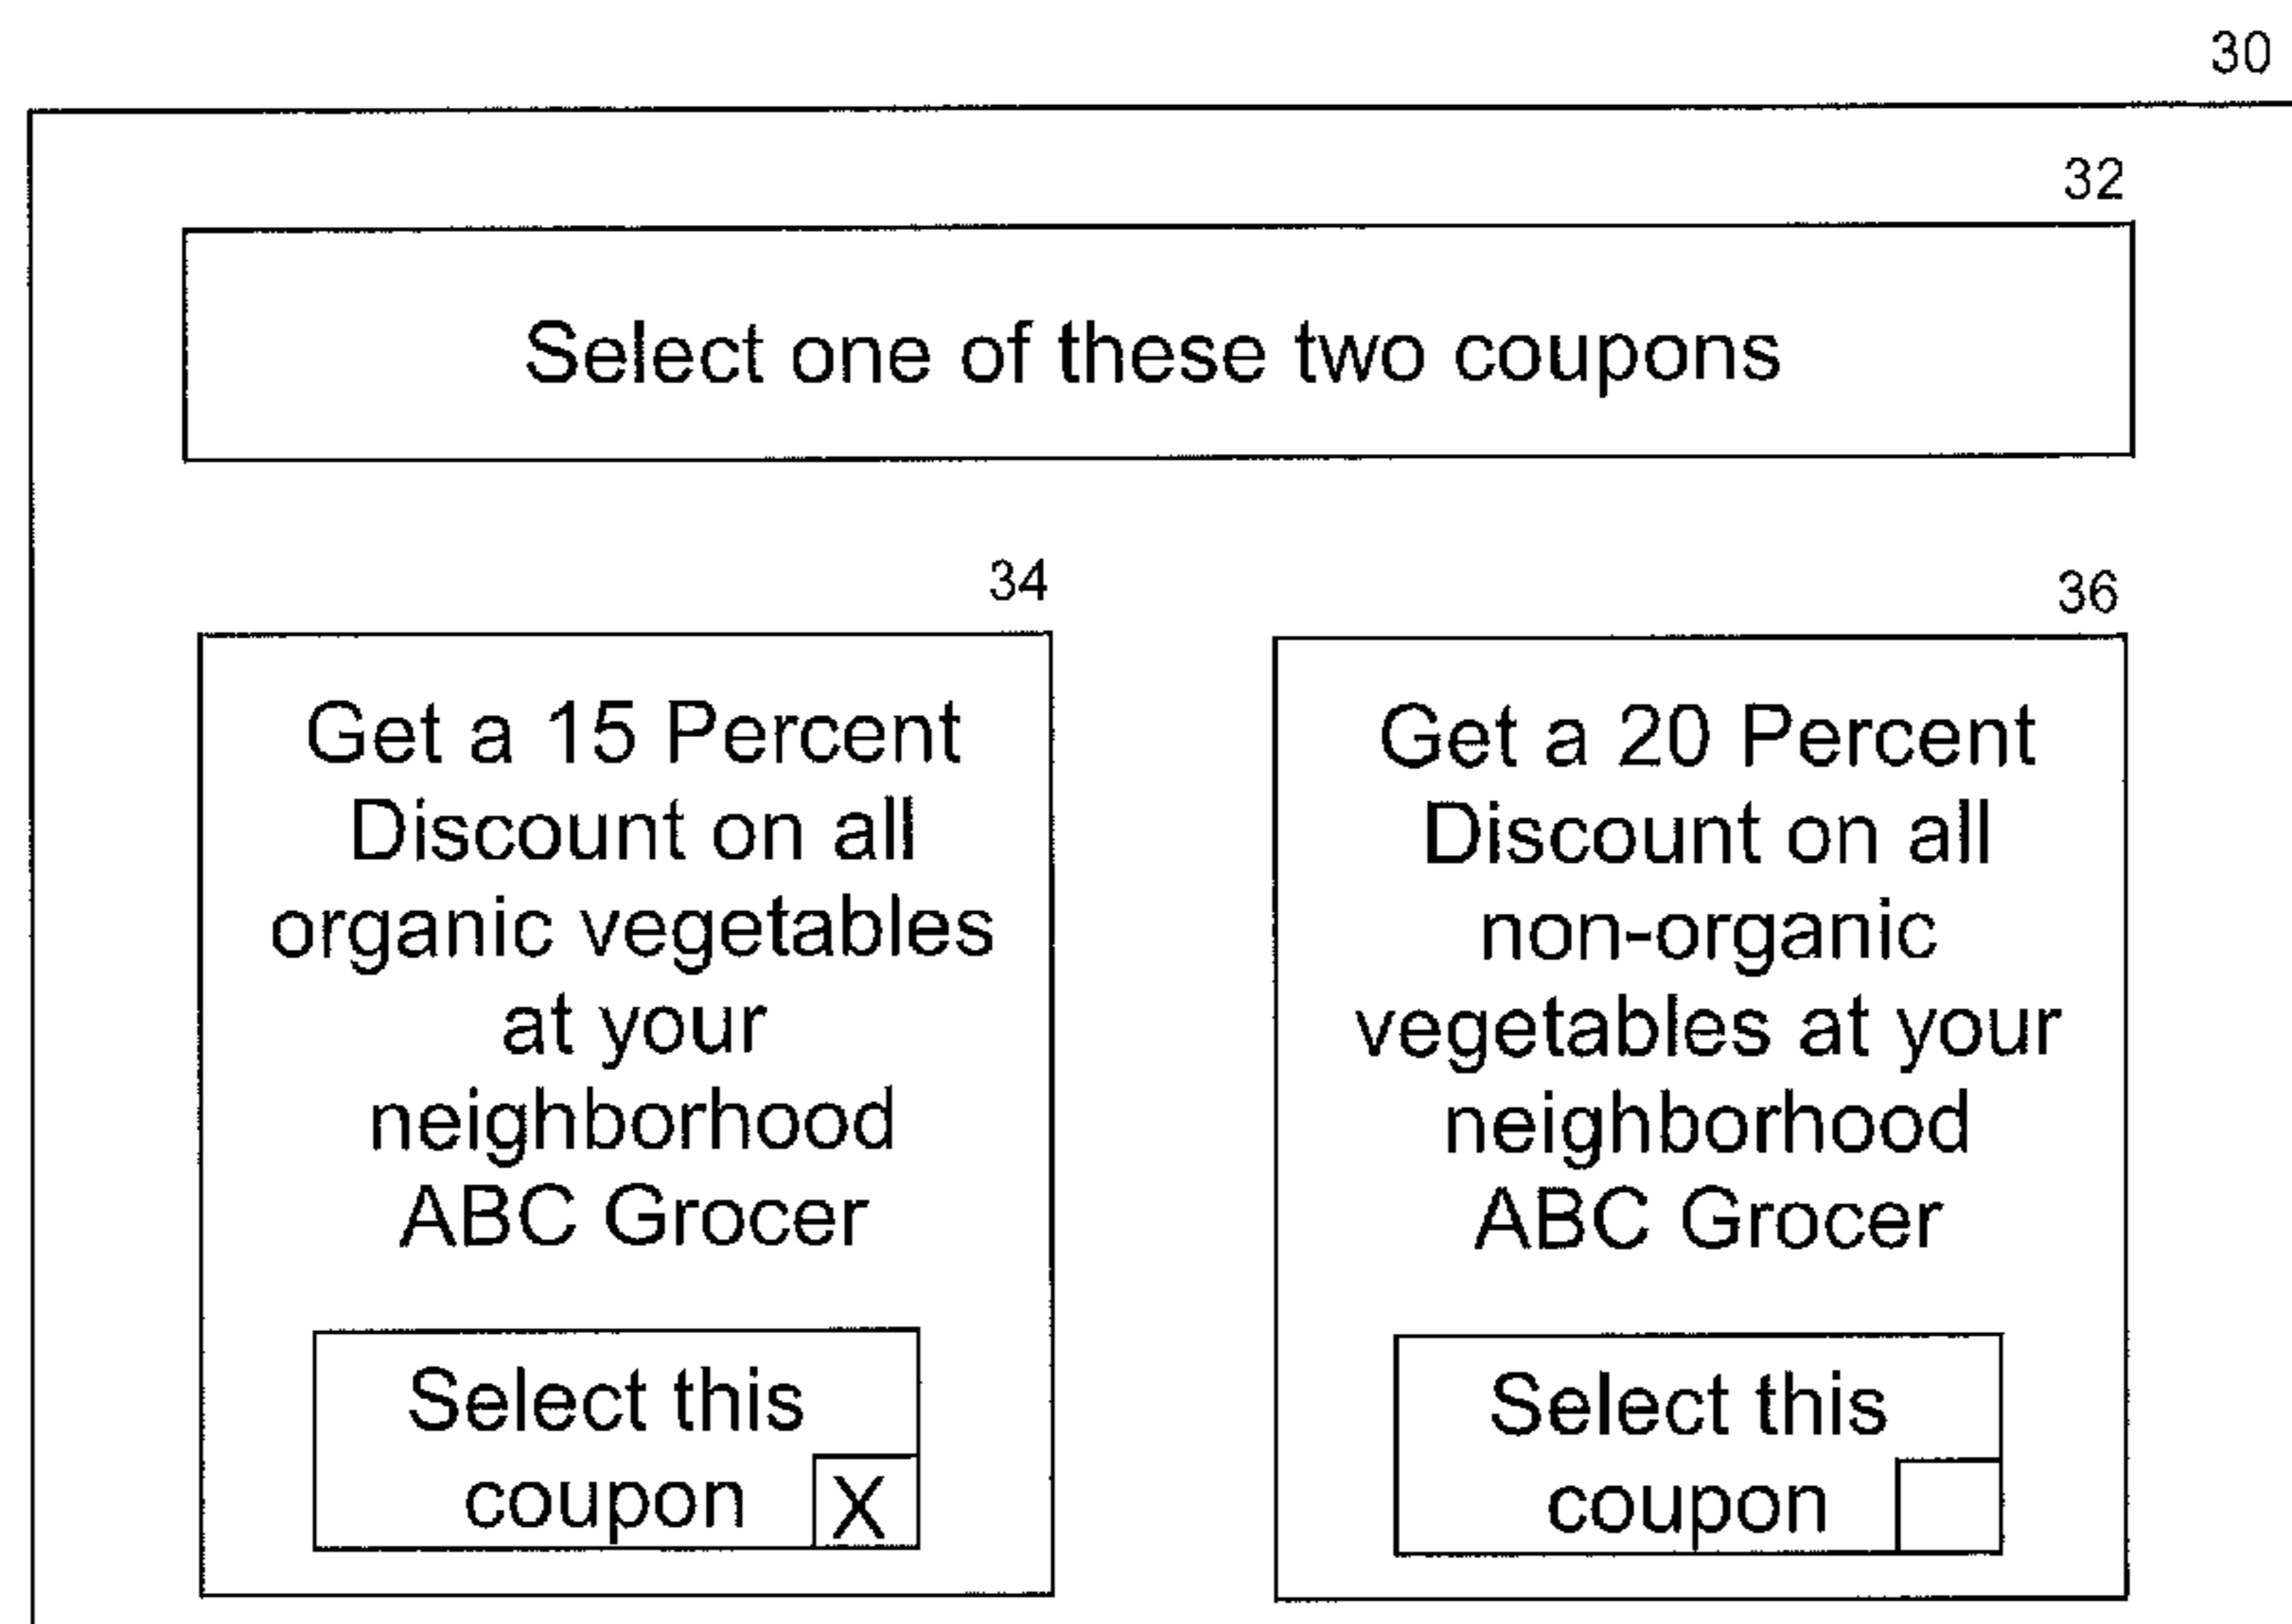 30
32
Select one of these two coupons
34
Get a 15 Percent
Discount on all
organic vegetables
at your
neighborhood
ABC Grocer
Select this
coupon X
36
Get a 20 Percent
Discount on all
non-organic
vegetables at your
neighborhood
ABC Grocer
Select this
coupon